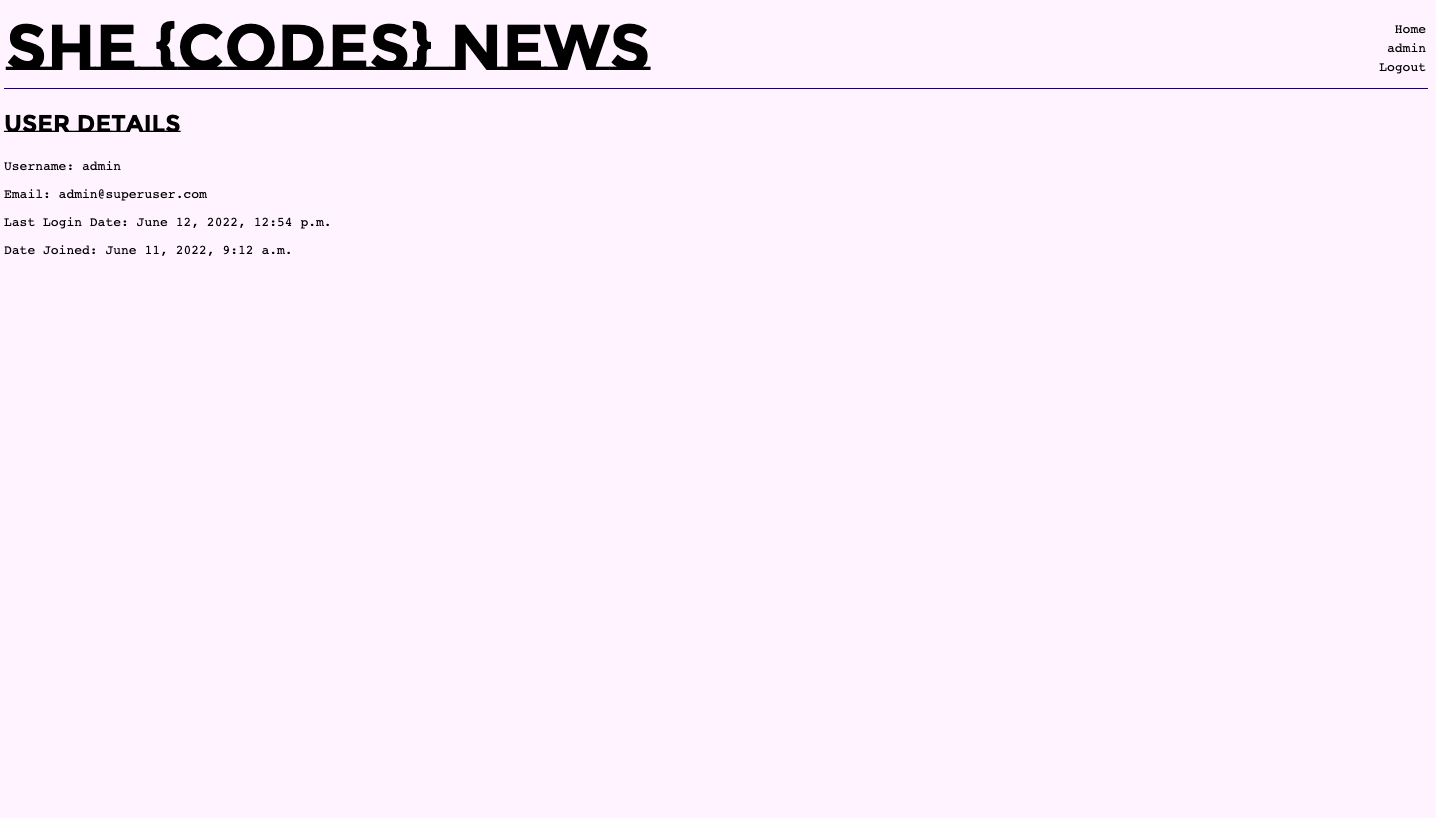 SHE {CODES} NEWS
Home
admin
Logout
USER DETAILS
Username: admin
Email: admin@superuser.com
Last Login Date: June 12, 2022, 12:54 p.m.
Date Joined: June 11, 2022, 9:12 a.m.